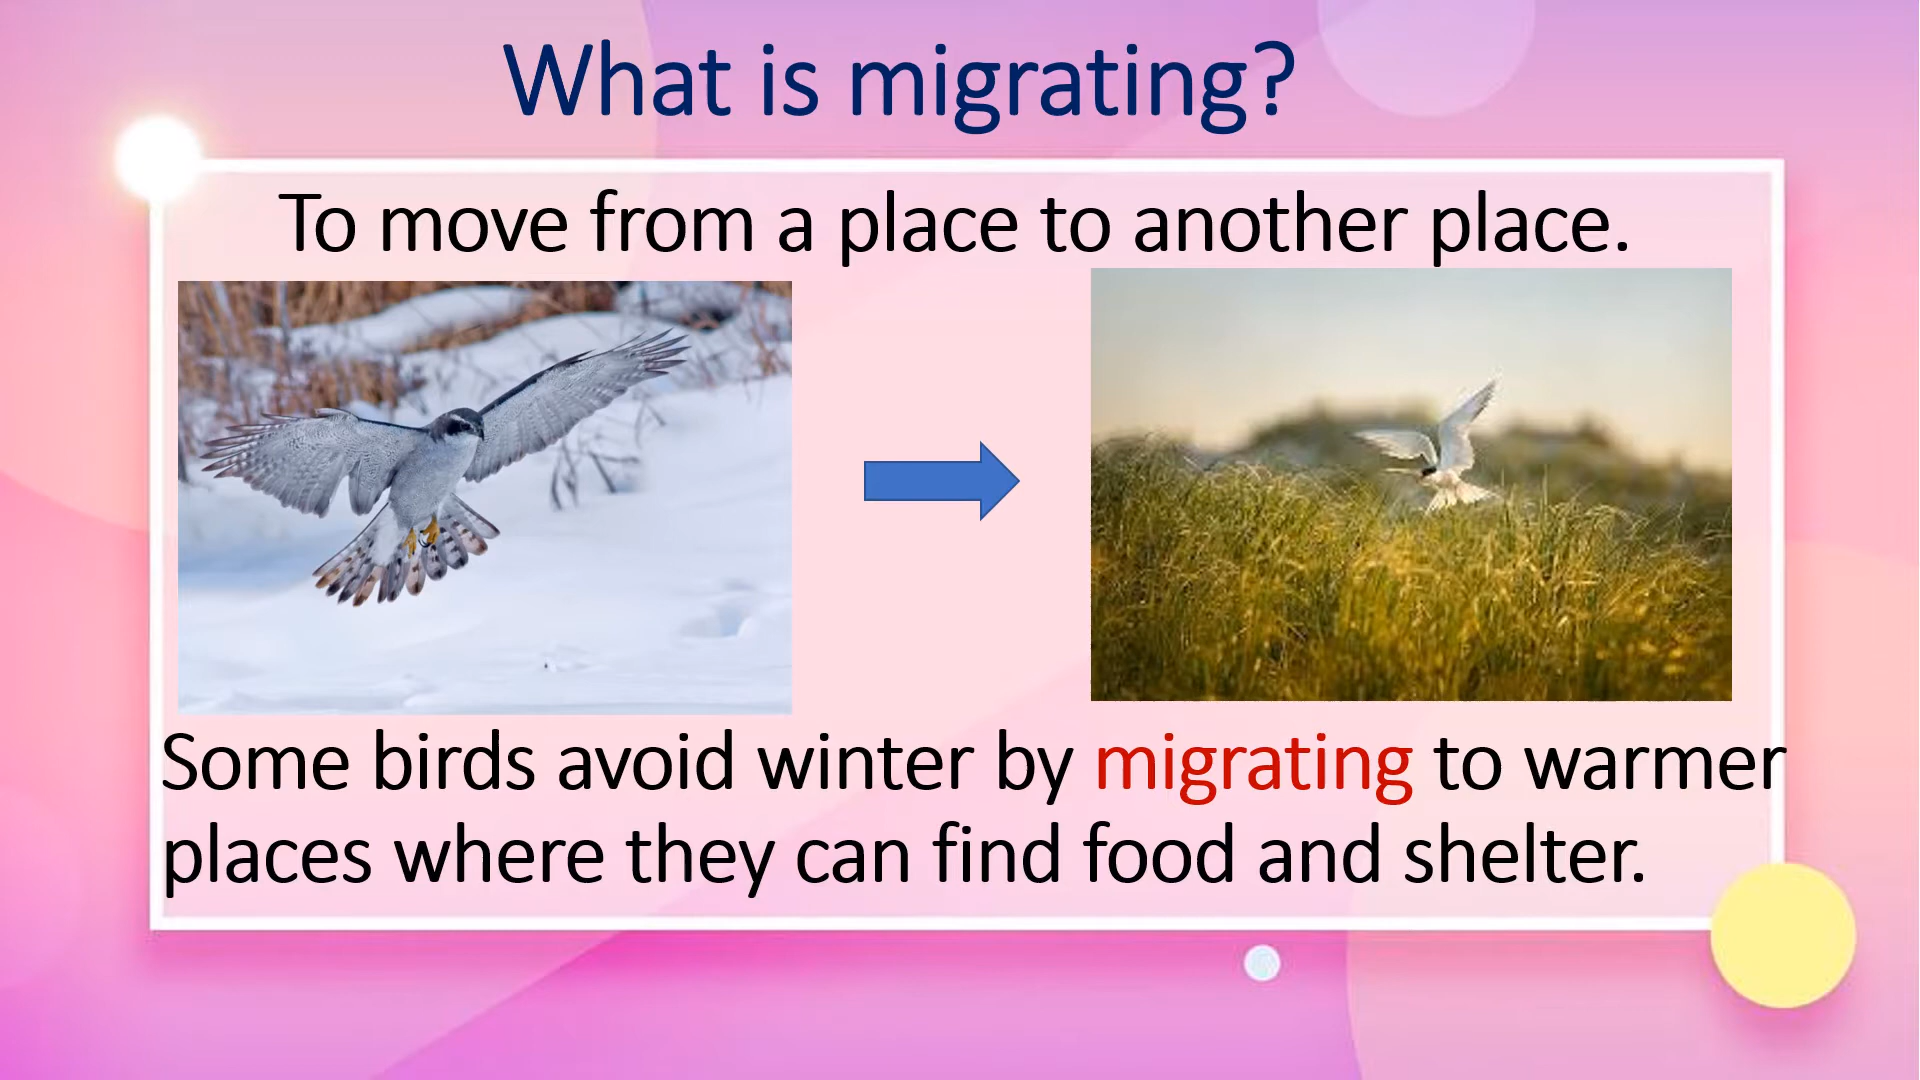 What is migrating?
To move from a place to another place.
Some birds avoid winter by migrating to warmer
places where they can find food and shelter.